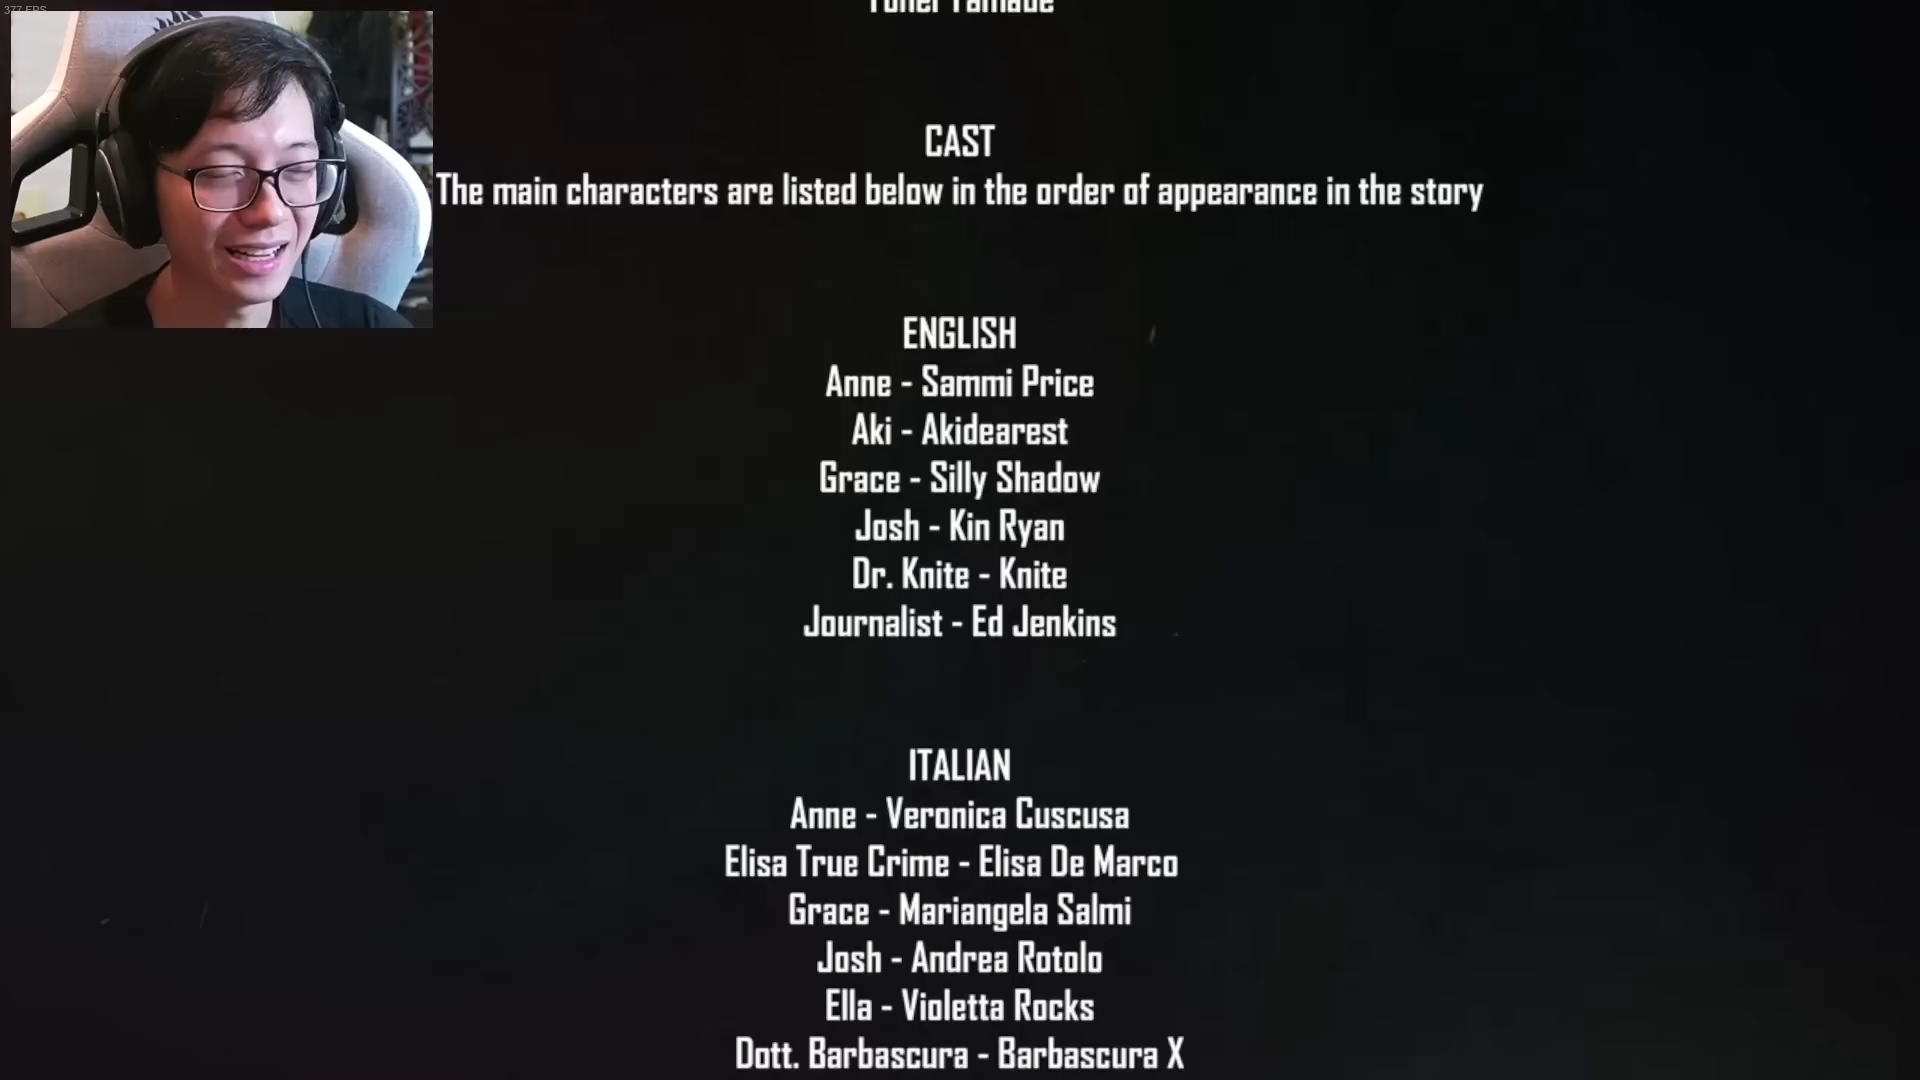 377 FPS
CAST
The main characters are listed below in the order of appearance in the story
ENGLISH
Anne - Sammi Price
Aki - Akidearest
Grace - Silly Shadow
Josh - Kin Ryan
Dr. Knite - Knite
Journalist - Ed Jenkins
ITALIAN
Anne - Veronica Cuscusa
Elisa True Crime - Elisa De Marco
Grace - Mariangela Salmi
Josh - Andrea Rotolo
Ella - Violetta Rocks
Dott. Barbascura - Barbascura X